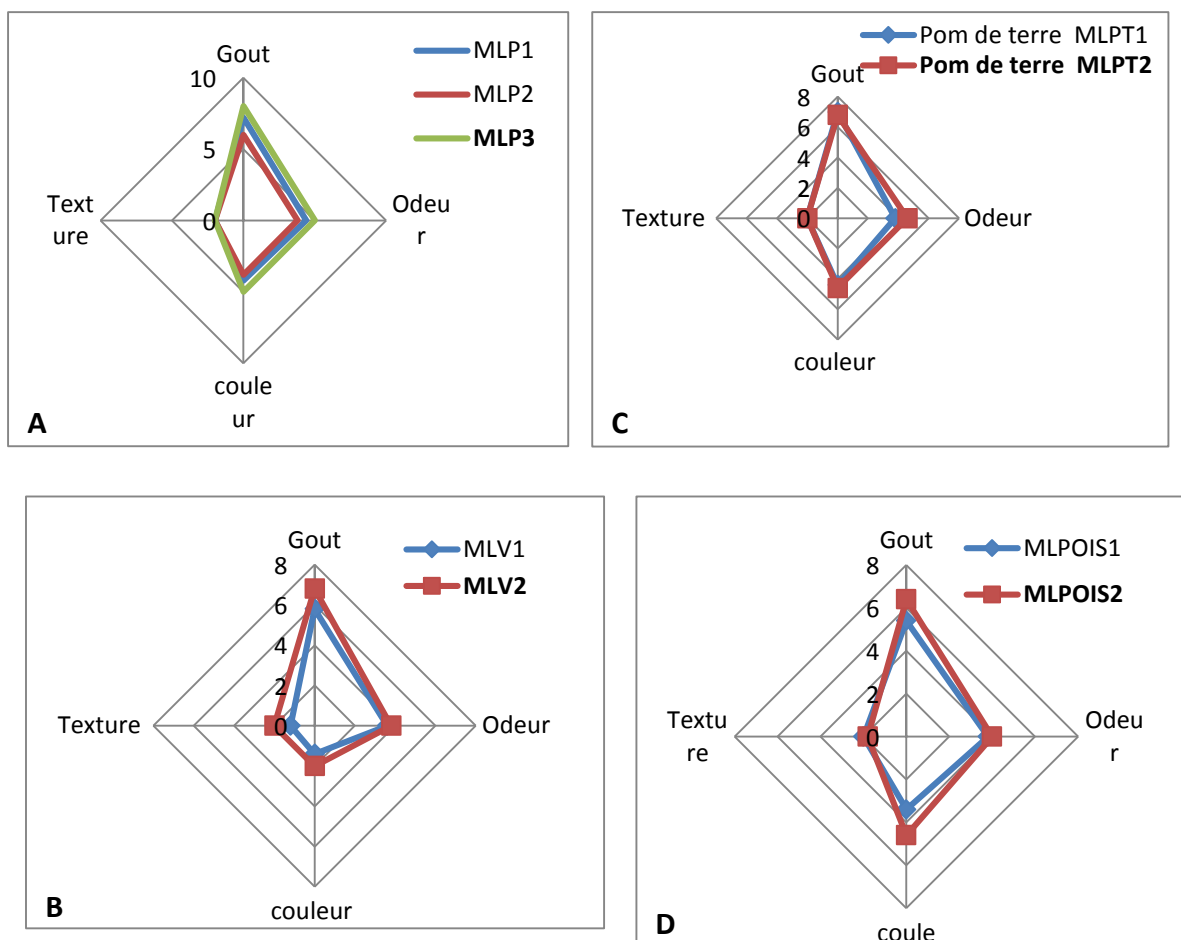 Gout
10
5
0
Text
ure
Odeu
r
coule
ur
MLP1
MLP2
MLP3
A
Pom de terre MLPT1
Pom de terre MLPT2
Gout
8
6
4
2
0
Texture
Odeur
couleur
C
Gout
8
6
4
2
0
Texture
Odeur
couleur
MLV1
MLV2
B
Gout
8
6
4
2
0
Textu
re
Odeu
r
coule
MLPOIS1
MLPOIS2
D